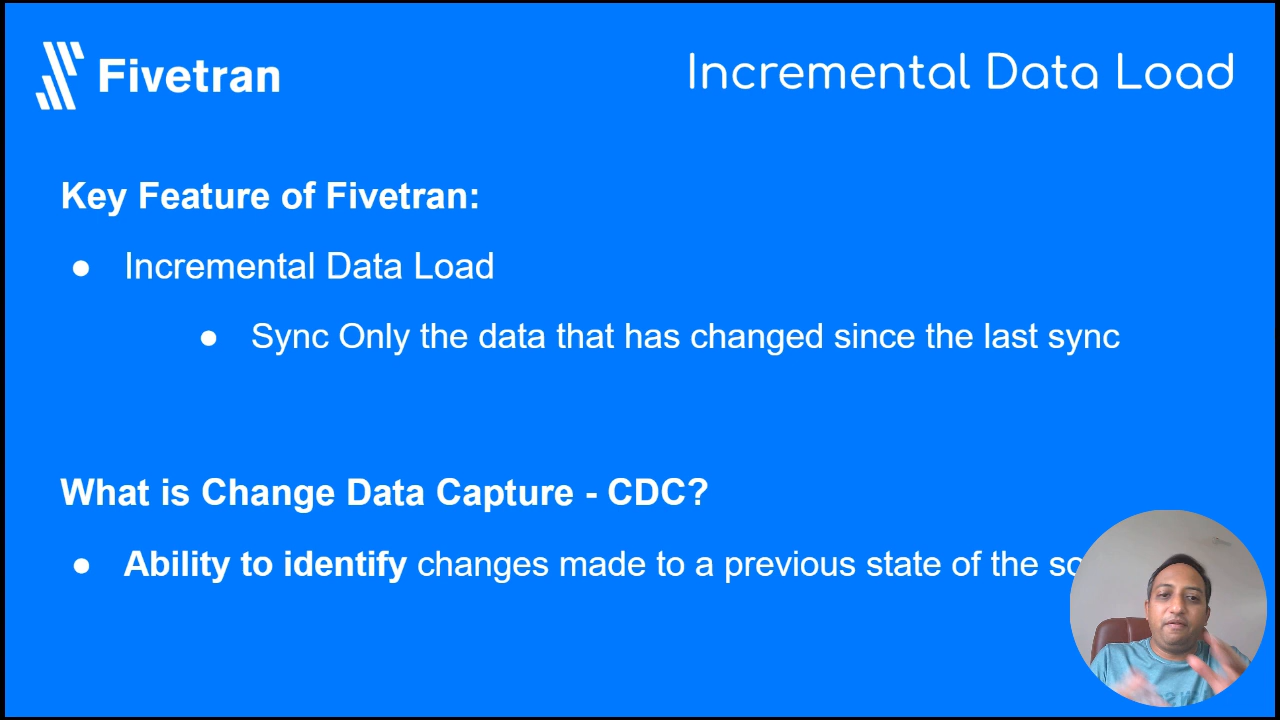 Fivetran
Incremental Data Load
Key Feature of Fivetran:
● Incremental Data Load
● Sync Only the data that has changed since the last sync
What is Change Data Capture - CDC?
● Ability to identify changes made to a previous state of the